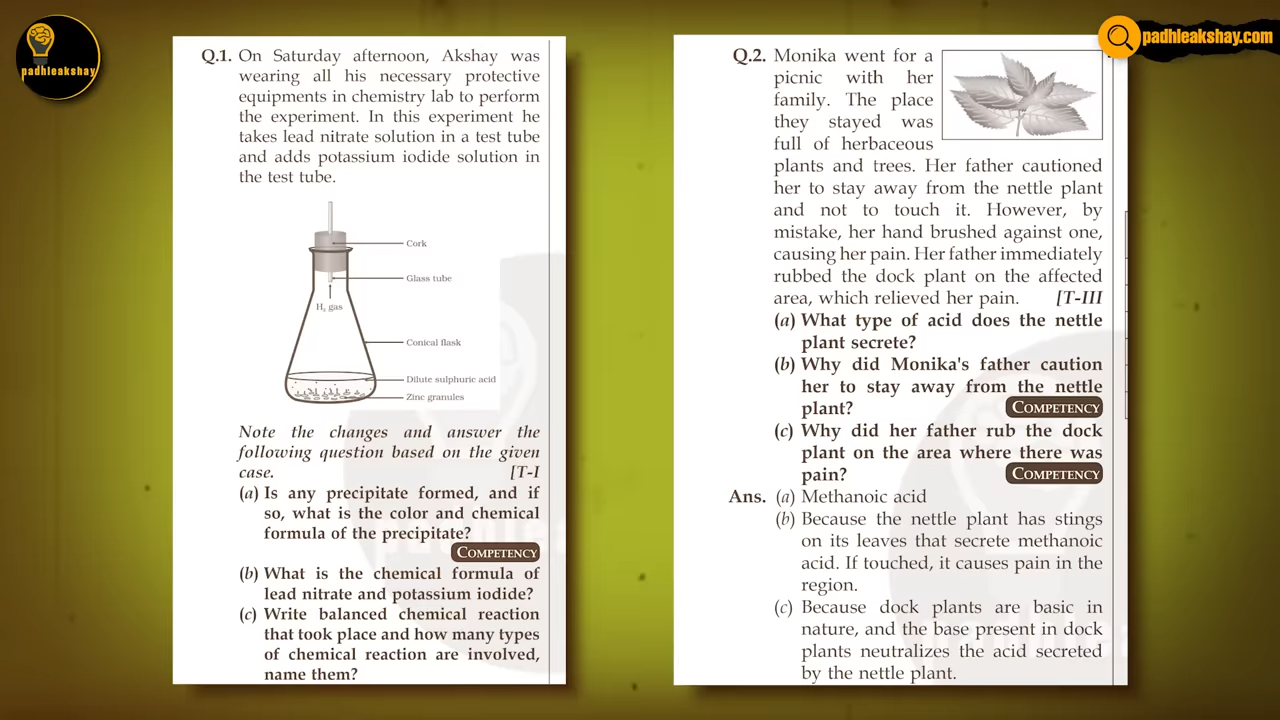 padhleakshay
padhleakshay.com
Q.1. On Saturday afternoon, Akshay was
wearing all his necessary protective
equipments in chemistry lab to perform
the experiment. In this experiment he
takes lead nitrate solution in a test tube
and adds potassium iodide solution in
the test tube.
Cork
Glass tube
H₂ gas
Conical flask
Dilute sulphuric acid
Zinc granules
Note the changes and answer the
following question based on the given
case. [T-I
(a) Is any precipitate formed, and if
so, what is the color and chemical
formula of the precipitate?
COMPETENCY
(b) What is the chemical formula of
lead nitrate and potassium iodide?
(c) Write balanced chemical reaction
that took place and how many types
of chemical reaction are involved,
name them?
Q.2. Monika went for a
picnic with her
family. The place
they stayed was
full of herbaceous
plants and trees. Her father cautioned
her to stay away from the nettle plant
and not to touch it. However, by
mistake, her hand brushed against one,
causing her pain. Her father immediately
rubbed the dock plant on the affected
area, which relieved her pain. [T-III
(a) What type of acid does the nettle
plant secrete?
(b) Why did Monika's father caution
her to stay away from the nettle
plant? COMPETENCY
(c) Why did her father rub the dock
plant on the area where there was
pain? COMPETENCY
Ans. (a) Methanoic acid
(b) Because the nettle plant has stings
on its leaves that secrete methanoic
acid. If touched, it causes pain in the
region.
(c) Because dock plants are basic in
nature, and the base present in dock
plants neutralizes the acid secreted
by the nettle plant.